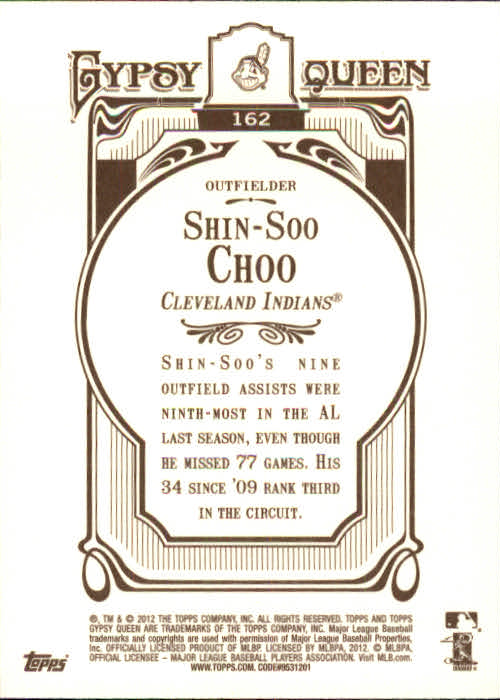 GYPSY QUEEN
162
OUTFIELDER
SHIN-SOO
CHOO
CLEVELAND INDIANS®
SHIN-SOO'S NINE
OUTFIELD ASSISTS WERE
NINTH-MOST IN THE AL
LAST SEASON, EVEN THOUGH
HE MISSED 77 GAMES. HIS
34 SINCE '09 RANK THIRD
IN THE CIRCUIT.
®, TM & © 2012 THE TOPPS COMPANY, INC. ALL RIGHTS RESERVED. TOPPS AND TOPPS
GYPSY QUEEN ARE TRADEMARKS OF THE TOPPS COMPANY, INC. Major League Baseball
trademarks and copyrights are used with permission of Major League Baseball Properties,
Inc. OFFICIALLY LICENSED PRODUCT OF MLBP. LICENSED BY MLBPA, 2012. © MLBPA,
OFFICIAL LICENSEE – MAJOR LEAGUE BASEBALL PLAYERS ASSOCIATION. Visit MLB.com.
WWW.TOPPS.COM. CODE#9531201
Topps